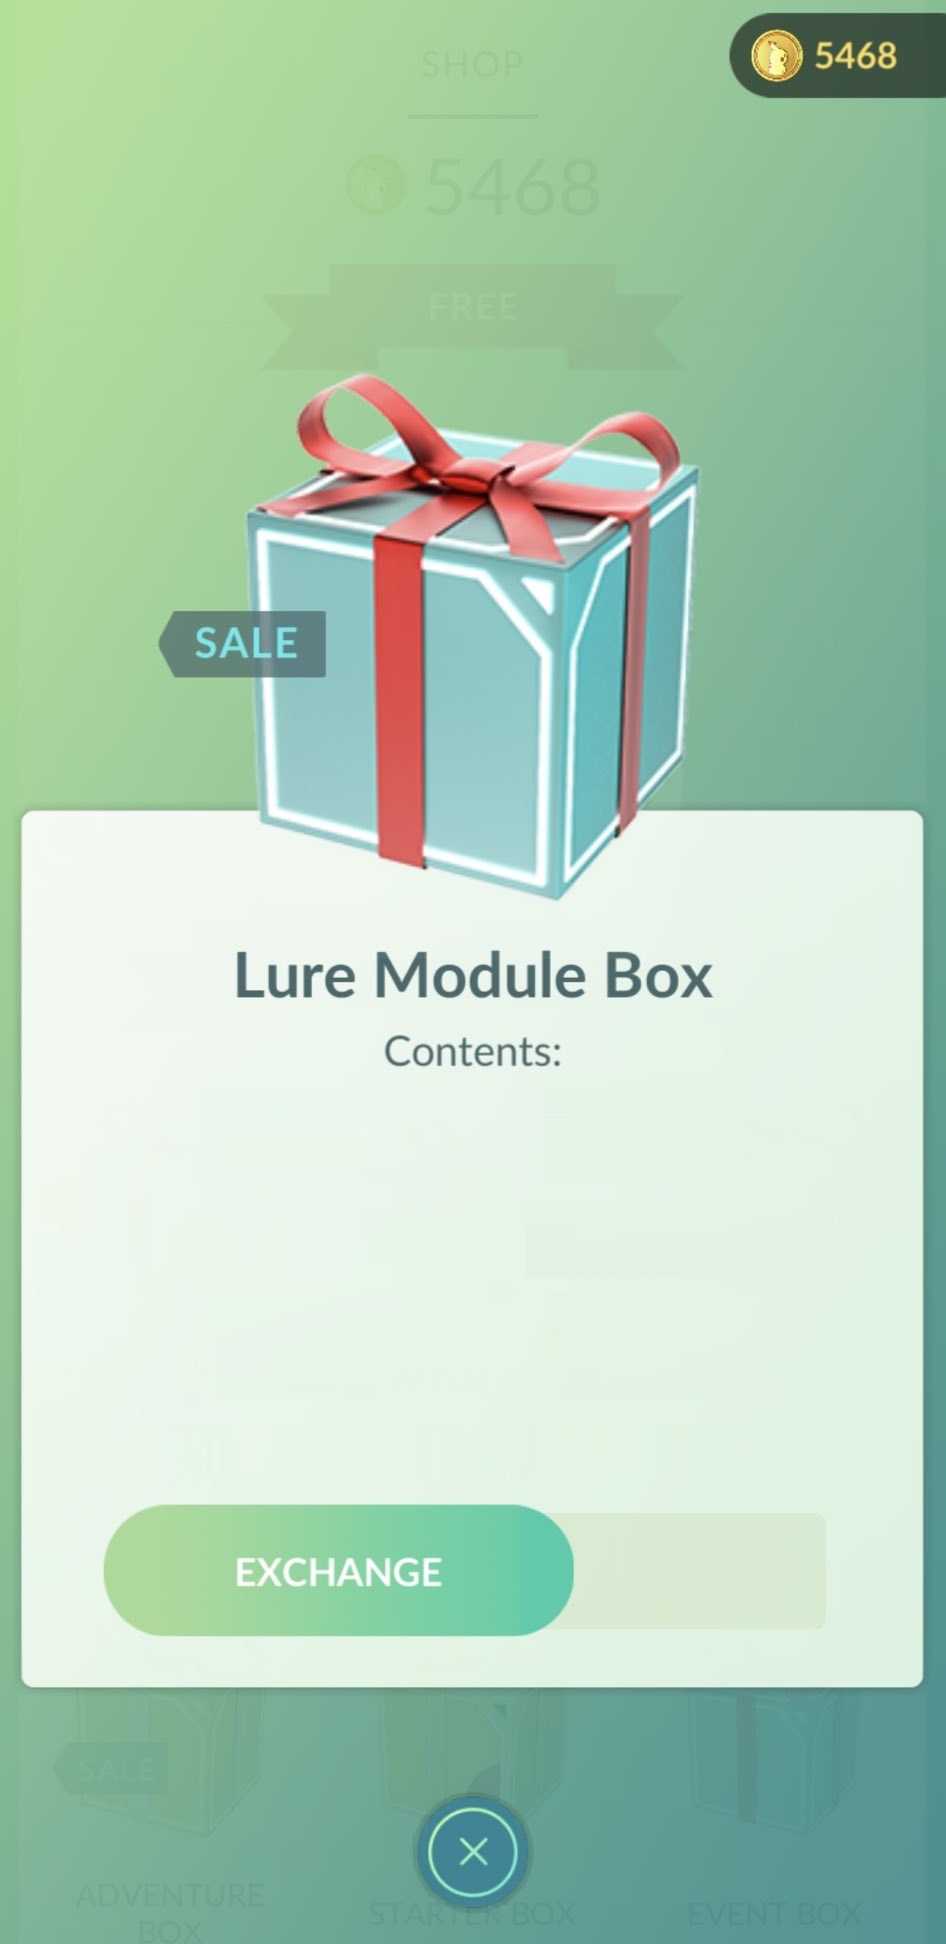 5468
SHOP
5468
FREE
SALE
Lure Module Box
Contents:
EXCHANGE
SALE
ADVENTURE
BOX
STARTER BOX
EVENT BOX